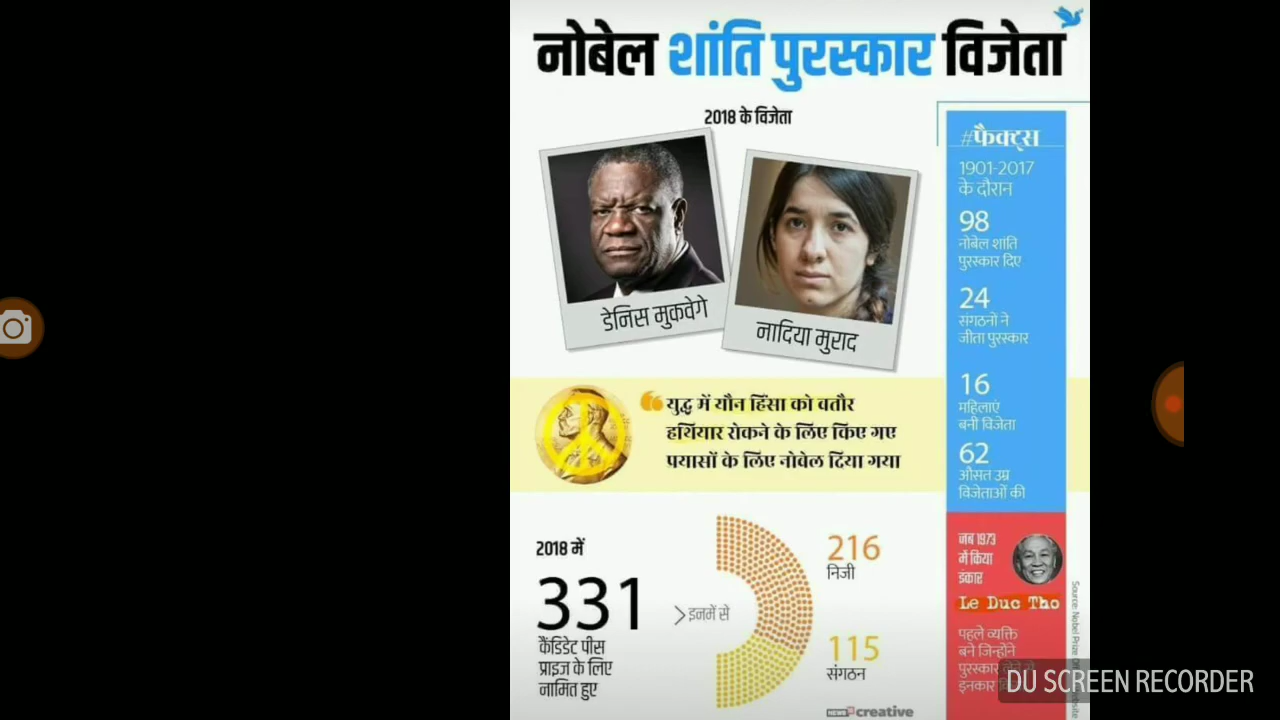 नोबेल शांति पुरस्कार विजेता
2018 के विजेता
डेनिस मुकवेगे
नादिया मुराद
युद्ध में यौन हिंसा को बतौर
हथियार रोकने के लिए किए गए
प्रयासों के लिए नोबेल दिया गया
2018 में
331
कैंडिडेट पीस
प्राइज के लिए
नामित हुए
इनमें से
216
निजी
115
संगठन
NEWS18 creative
#फैक्ट्स
1901-2017
के दौरान
98
नोबेल शांति
पुरस्कार दिए
24
संगठनों ने
जीता पुरस्कार
16
महिलाएं
बनीं विजेता
62
औसत उम्र
विजेताओं की
जब 1973
में किया
इंकार
Le Duc Tho
पहले व्यक्ति
बने जिन्होंने
पुरस्कार
इनकार
Source: Nobel Prize
DU SCREEN RECORDER